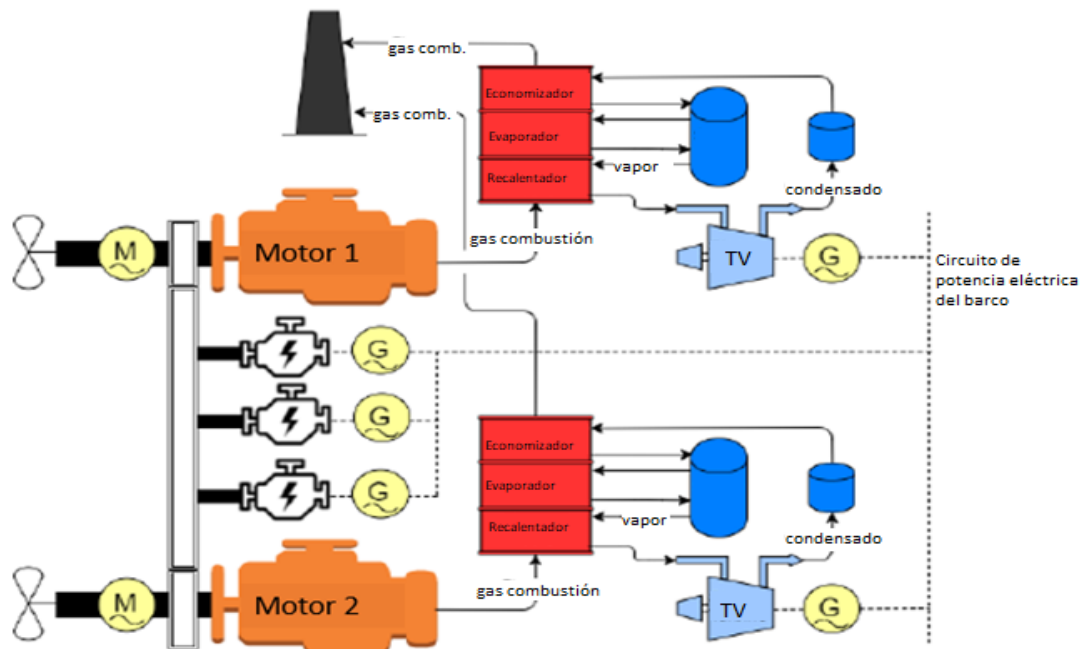 gas comb.
Economizador
gas comb.
Evaporador
vapor
Recalentador
condensado
gas combustión
M
Motor 1
TV
G
Circuito de
potencia eléctrica
del barco
G
G
Economizador
G
Evaporador
vapor
Recalentador
condensado
gas combustión
M
Motor 2
TV
G